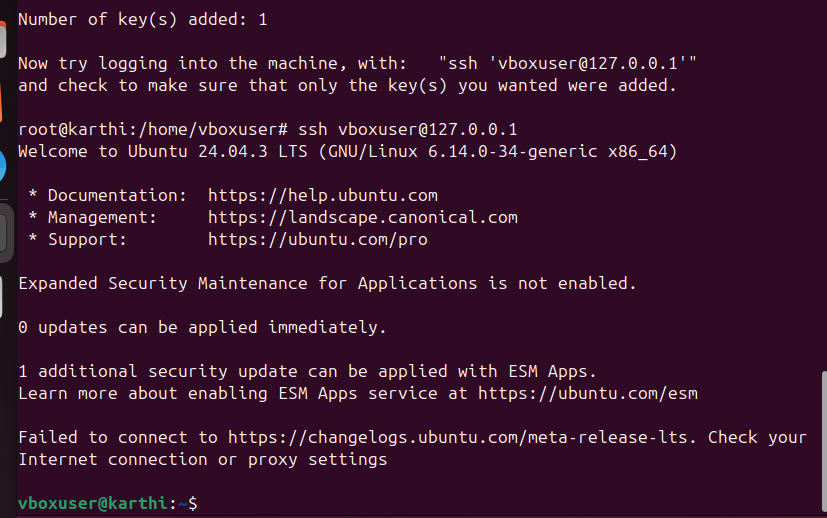 Number of key(s) added: 1
Now try logging into the machine, with:   "ssh 'vboxuser@127.0.0.1'"
and check to make sure that only the key(s) you wanted were added.
root@karthi:/home/vboxuser# ssh vboxuser@127.0.0.1
Welcome to Ubuntu 24.04.3 LTS (GNU/Linux 6.14.0-34-generic x86_64)
 * Documentation:  https://help.ubuntu.com
 * Management:     https://landscape.canonical.com
 * Support:        https://ubuntu.com/pro
Expanded Security Maintenance for Applications is not enabled.
0 updates can be applied immediately.
1 additional security update can be applied with ESM Apps.
Learn more about enabling ESM Apps service at https://ubuntu.com/esm
Failed to connect to https://changelogs.ubuntu.com/meta-release-lts. Check your
Internet connection or proxy settings
vboxuser@karthi:~$